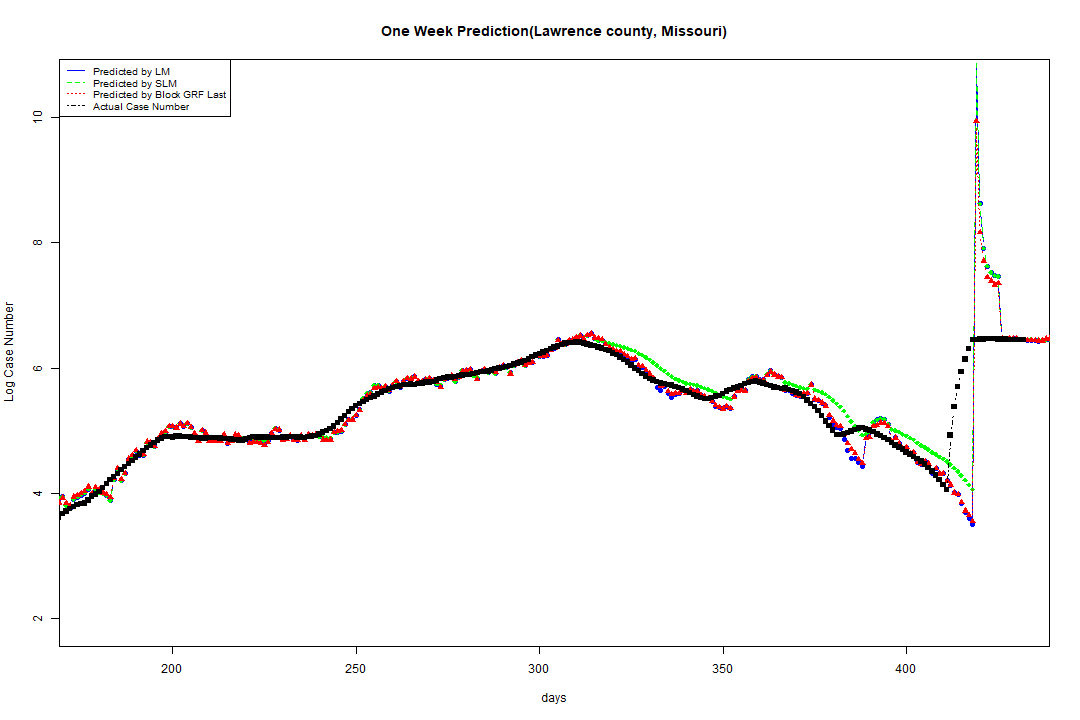 One Week Prediction(Lawrence county, Missouri)
Predicted by LM
Predicted by SLM
Predicted by Block GRF Last
Actual Case Number
Log Case Number
10
8
6
4
2
200 250 300 350 400
days